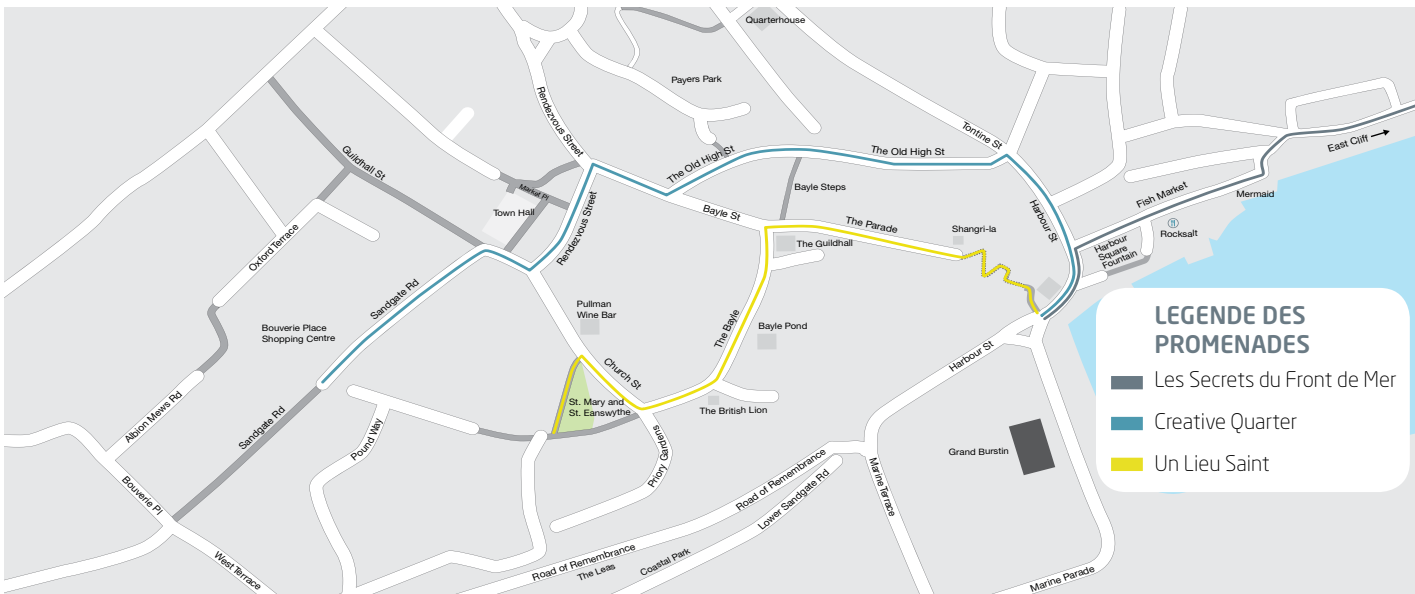 Quarterhouse
Payers Park
Rendezvous Street
Tontine St
East Cliff
The Old High St
The Old High St
Guildhall St
Market Pl
Bayle Steps
Fish Market
Mermaid
Town Hall
Bayle St
The Parade
Harbour St
Rendezvous Street
Shangri-la
Rocksalt
Oxford Terrace
The Guildhall
Harbour
Square
Fountain
Sandgate Rd
Pullman
Wine Bar
Bouverie Place
Shopping Centre
The Bayle
Bayle Pond
Harbour St
Church St
St. Mary and
St. Eanswythe
The British Lion
Albion Mews Rd
Sandgate Rd
Pound Way
Priory Gardens
Grand Burstin
Road of Remembrance
Lower Sandgate Rd
Marine Terrace
Bouverie Pl
West Terrace
Road of Remembrance
The Leas
Coastal Park
Marine Parade
LEGENDE DES
PROMENADES
Les Secrets du Front de Mer
Creative Quarter
Un Lieu Saint